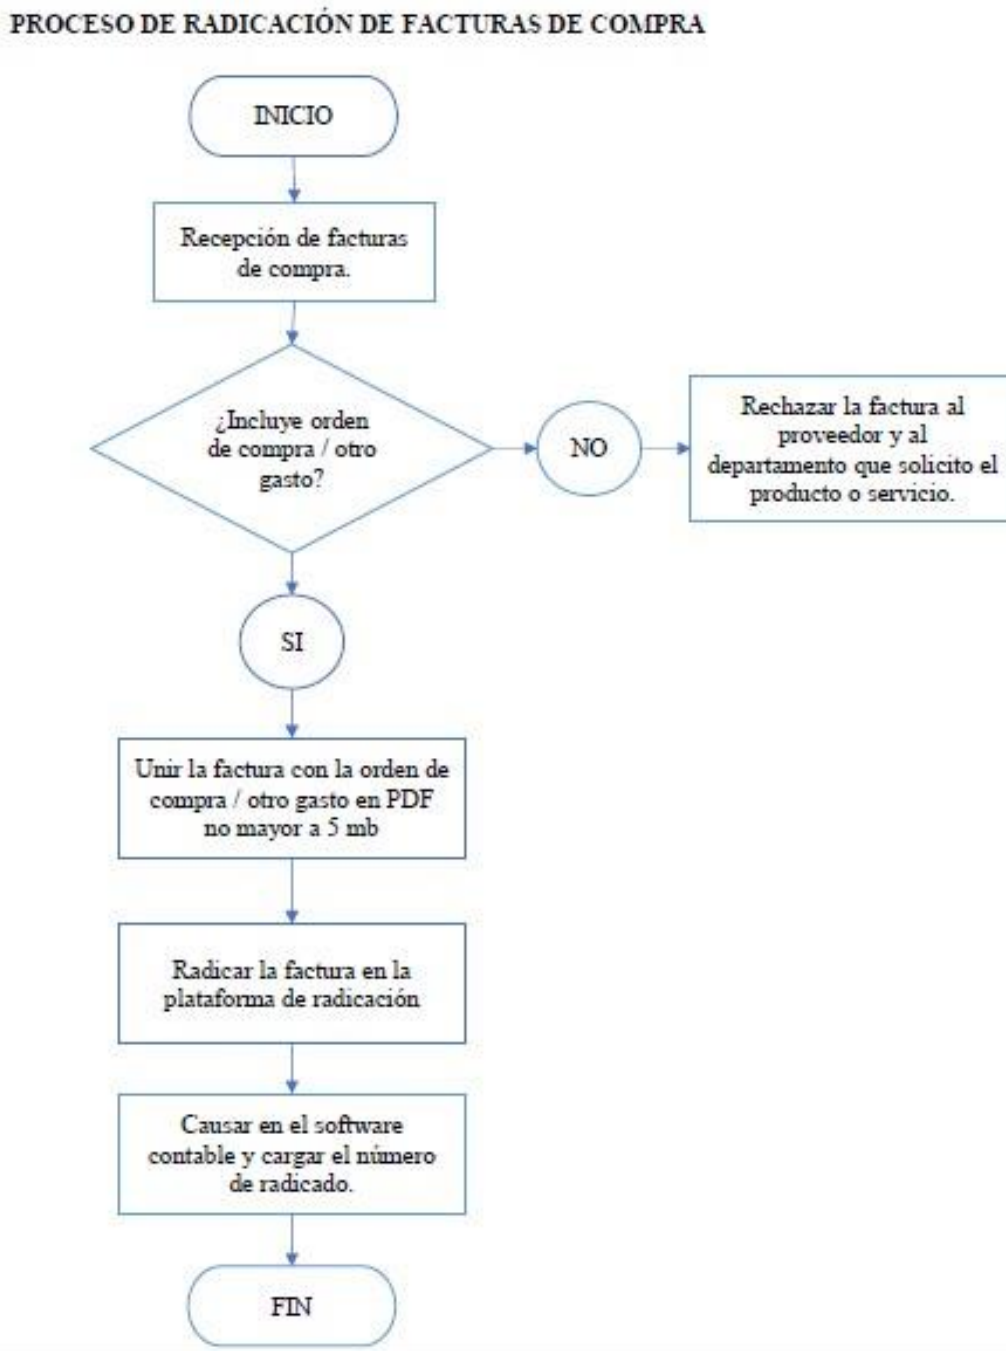 PROCESO DE RADICACIÓN DE FACTURAS DE COMPRA
INICIO
Recepción de facturas
de compra.
¿Incluye orden
de compra / otro
gasto?
NO
Rechazar la factura al
proveedor y al
departamento que solicito el
producto o servicio.
SI
Unir la factura con la orden de
compra / otro gasto en PDF
no mayor a 5 mb
Radicar la factura en la
plataforma de radicación
Causar en el software
contable y cargar el número
de radicado.
FIN